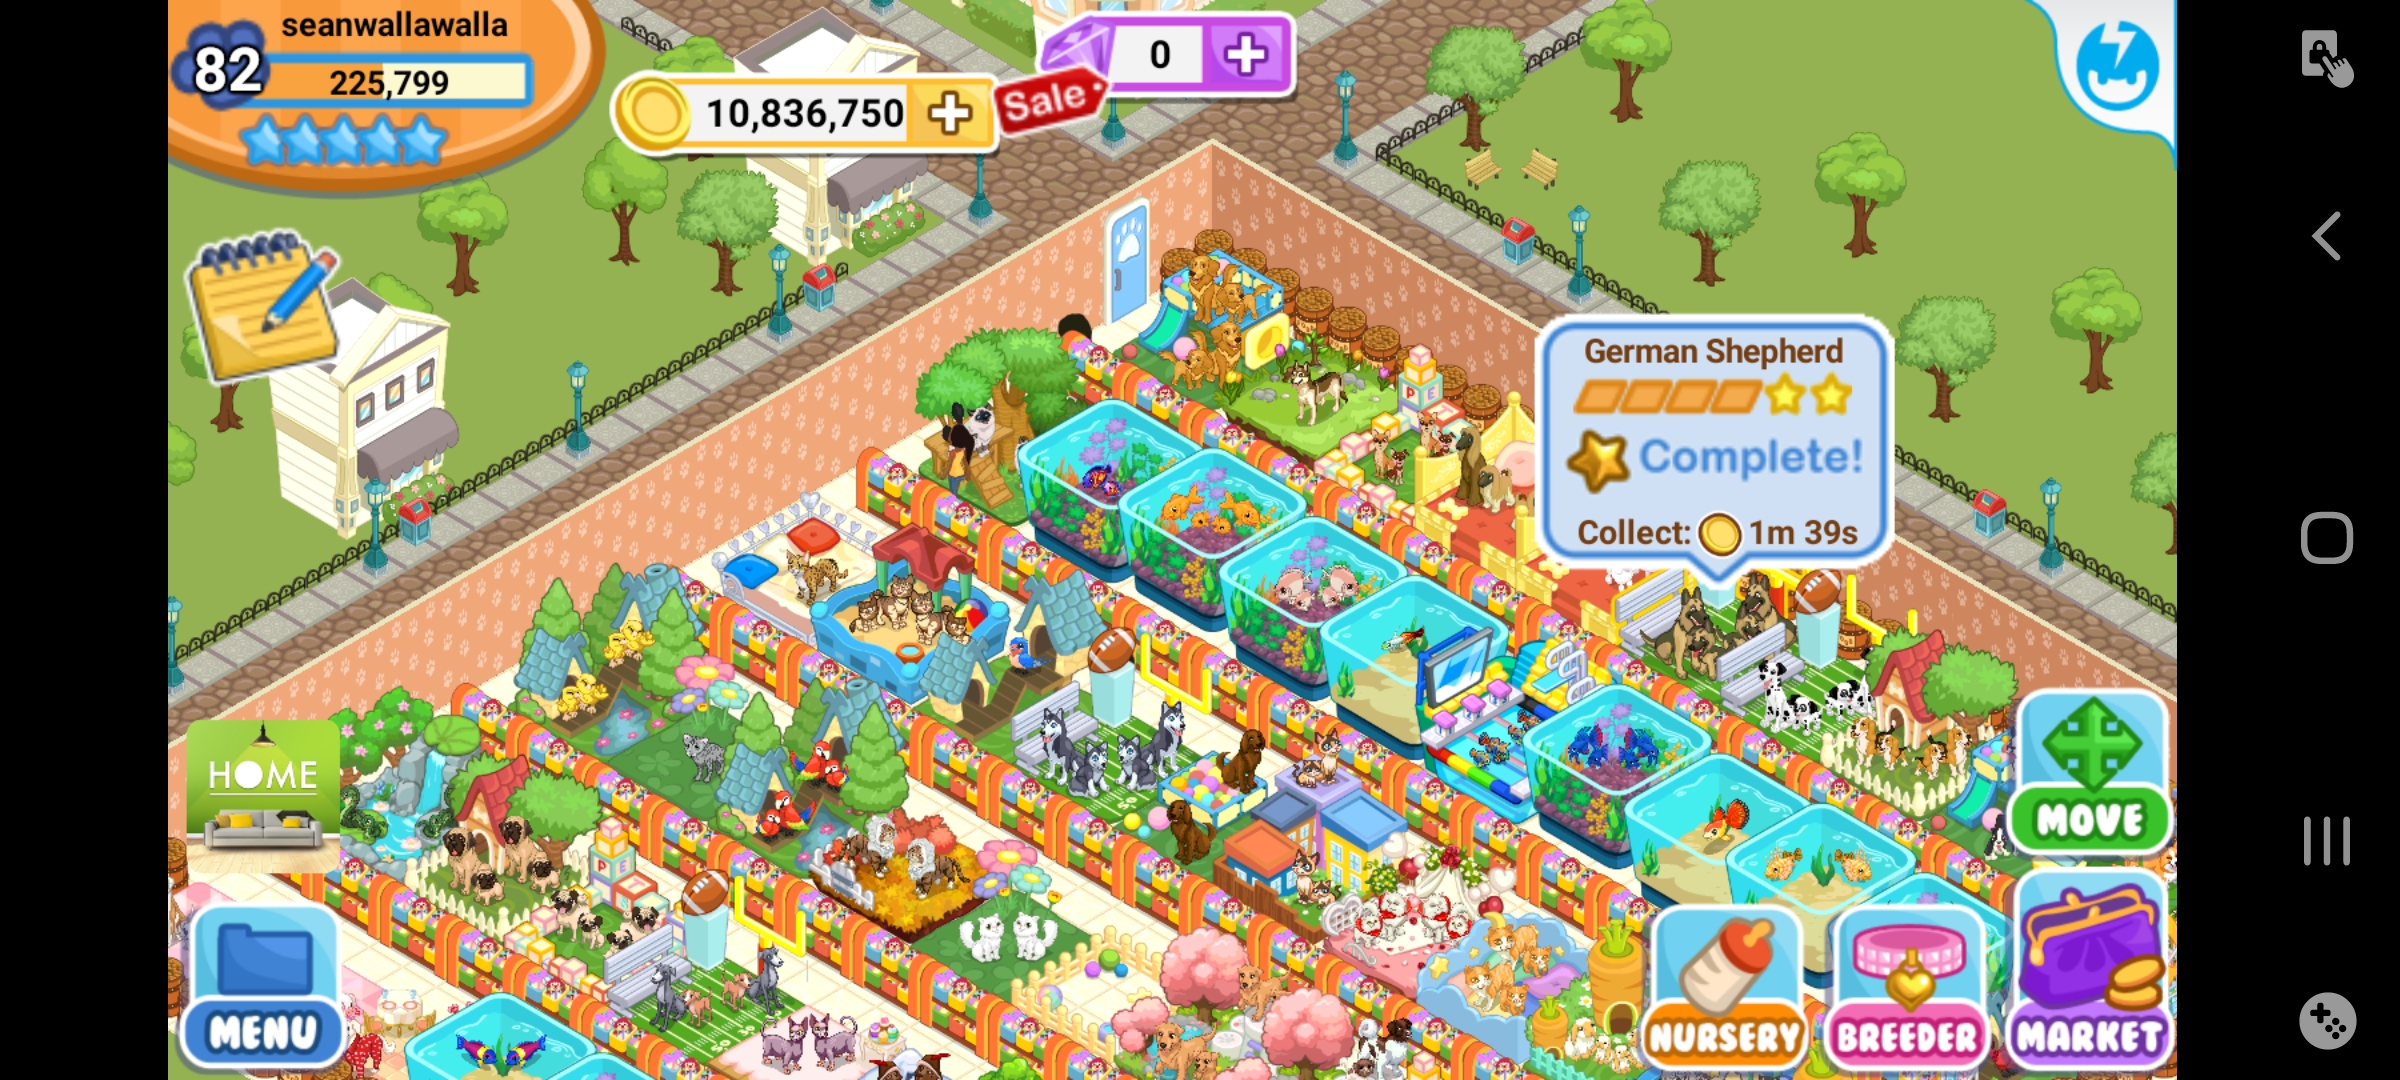 seanwallawalla
82
225,799
10,836,750
Sale
0
German Shepherd
Complete!
Collect: 1m 39s
HOME
P E
P E
MENU
MOVE
NURSERY
BREEDER
MARKET